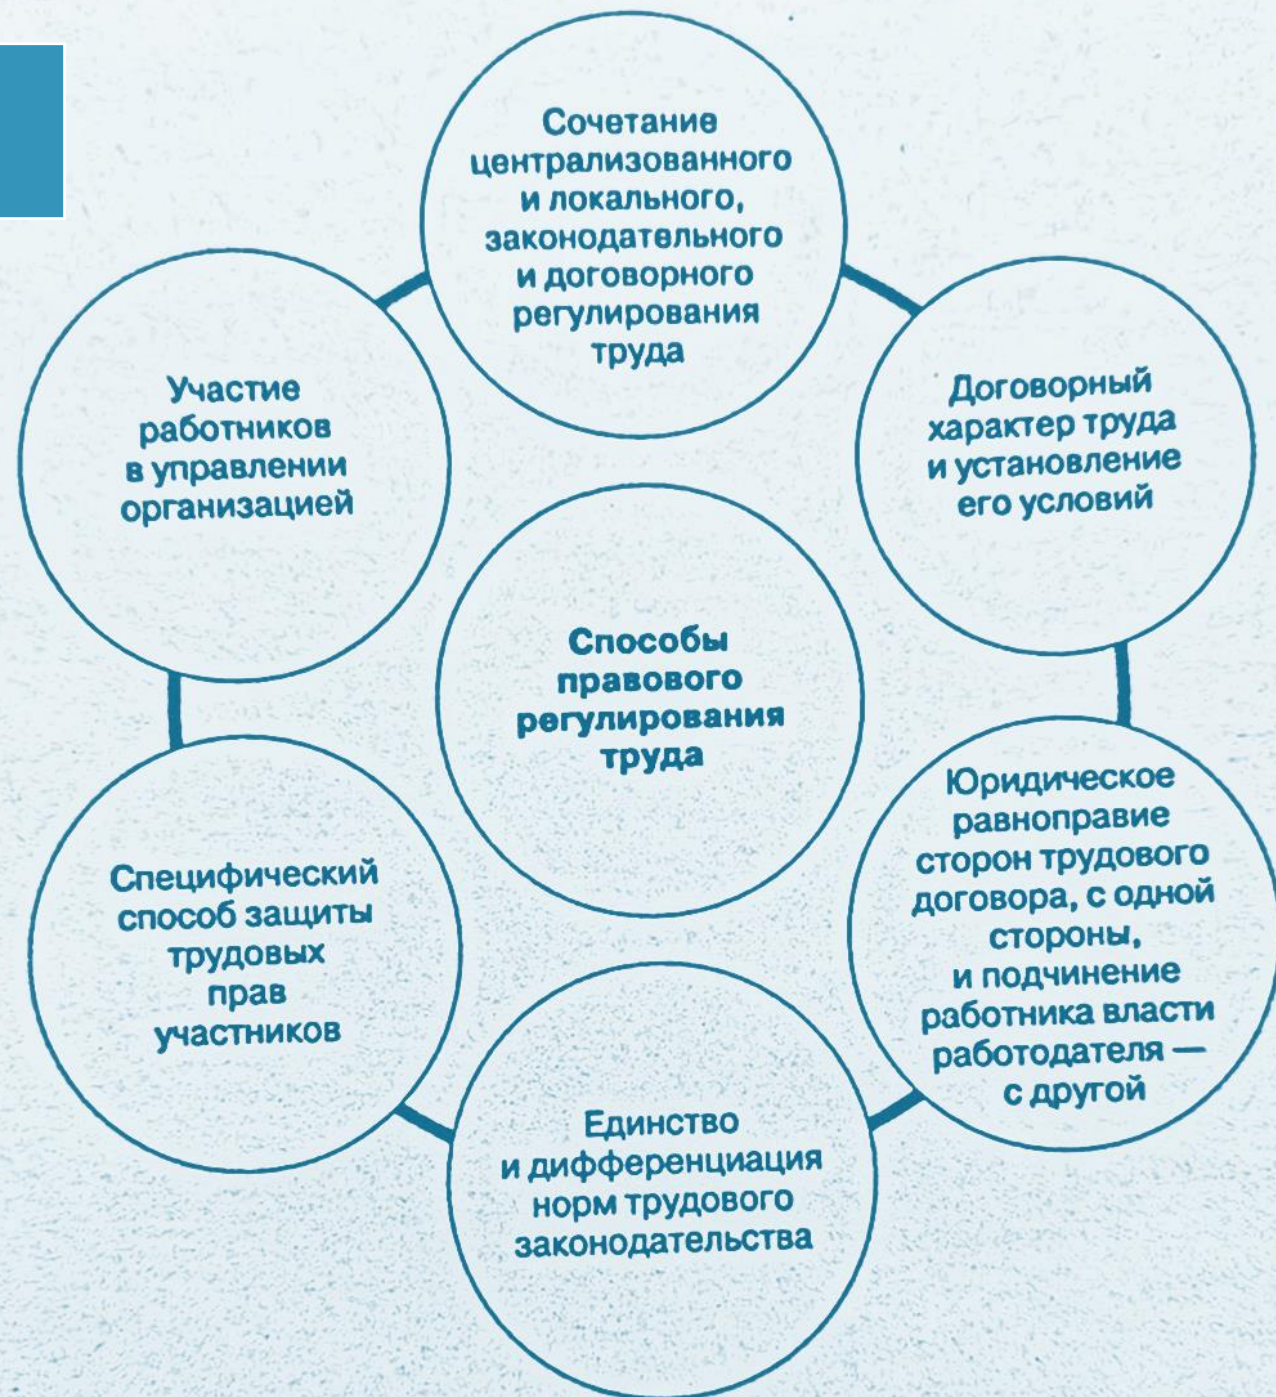 Сочетание
централизованного
и локального,
законодательного
и договорного
регулирования
труда
Участие
работников
в управлении
организацией
Договорный
характер труда
и установление
его условий
Способы
правового
регулирования
труда
Специфический
способ защиты
трудовых
прав
участников
Юридическое
равноправие
сторон трудового
договора, с одной
стороны,
и подчинение
работника власти
работодателя —
с другой
Единство
и дифференциация
норм трудового
законодательства